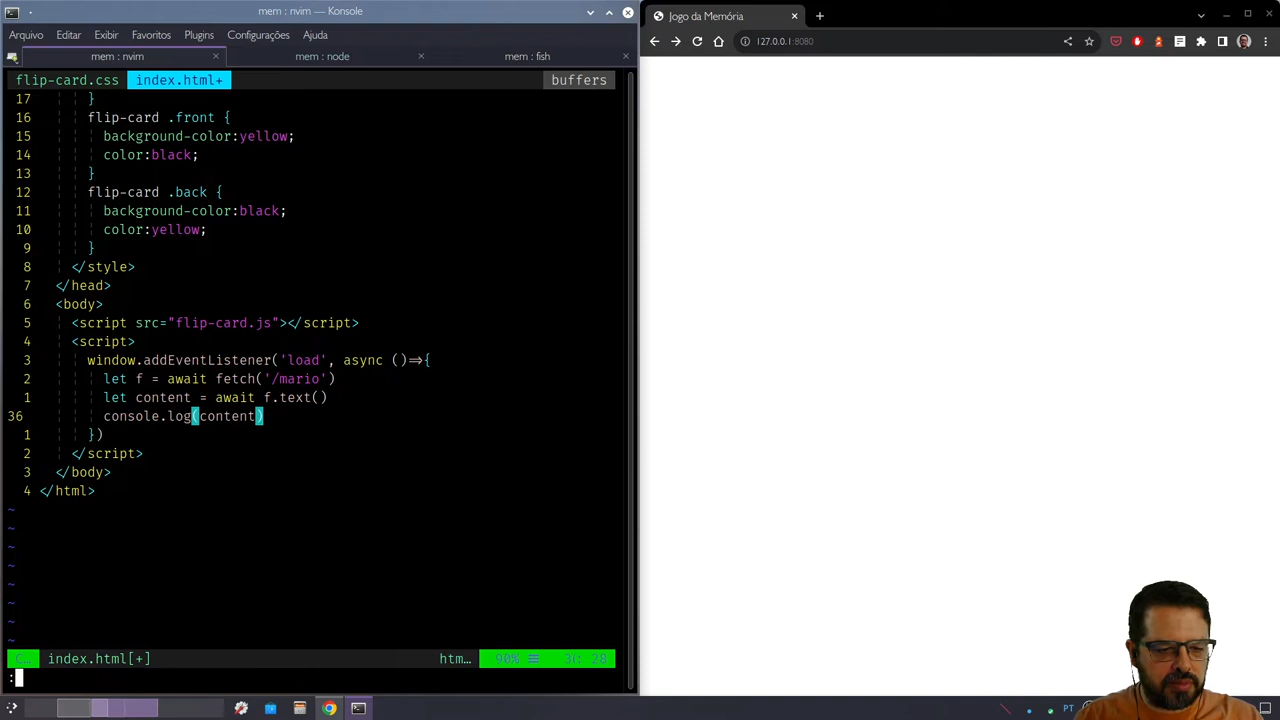 mem : nvim — Konsole
Arquivo Editar Exibir Favoritos Plugins Configurações Ajuda
mem : nvim
mem : node
mem : fish
flip-card.css index.html+ buffers
17 }
16 flip-card .front {
15 background-color:yellow;
14 color:black;
13 }
12 flip-card .back {
11 background-color:black;
10 color:yellow;
9 }
8 </style>
7 </head>
6 <body>
5 <script src="flip-card.js"></script>
4 <script>
3 window.addEventListener('load', async ()=>{
2 let f = await fetch('/mario')
1 let content = await f.text()
36 console.log(content)
1 })
2 </script>
3 </body>
4 </html>
~
~
~
~
~
~
~
~
C… index.html[+] htm… 90%
:
Jogo da Memória
127.0.0.1:8080
PT